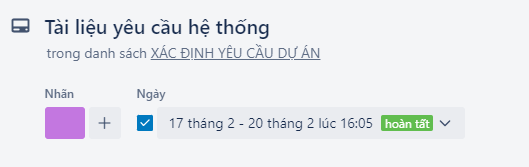 Tài liệu yêu cầu hệ thống
trong danh sách XÁC ĐỊNH YÊU CẦU DỰ ÁN
Nhãn
Ngày
17 tháng 2 - 20 tháng 2 lúc 16:05 hoàn tất